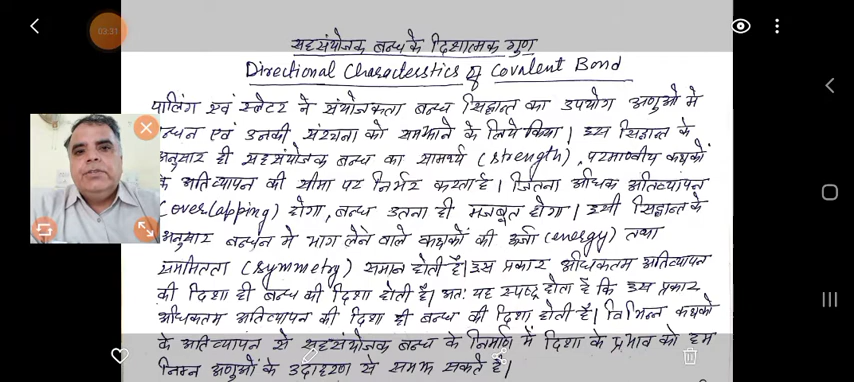 03:31
सहसंयोजक बन्ध के दिशात्मक गुण
Directional Characterstics of Covalent Bond
पालिंग एवं स्लेटर ने संयोजकता बन्ध सिद्धान्त का उपयोग अणुओं में
न्धन एवं उनकी संरचना को समझाने के लिये किया। इस सिद्धान्त के
अनुसार ही सहसंयोजक बन्ध का सामर्थ्य (strength), परमाण्वीय कक्षकों
के अतिव्यापन की सीमा पर निर्भर करता है। जितना अधिक अतिव्यापन
(overlapping) होगा, बन्ध उतना ही मजबूत होगा। इसी सिद्धान्त के
अनुसार बन्धन में भाग लेने वाले कक्षकों की ऊर्जा (energy) तथा
सममितता (symmetry) समान होती है। इस प्रकार अधिकतम अतिव्यापन
की दिशा ही बन्ध की दिशा होती है। अतः यह स्पष्ट होता है कि इस प्रकार
अधिकतम अतिव्यापन की दिशा ही बन्ध की दिशा होती है। विभिन्न कक्षकों
के अतिव्यापन से सहसंयोजक बन्ध के निर्माण में दिशा के प्रभाव को हम
निम्न अणुओं के उदाहरण से समझ सकते हैं।